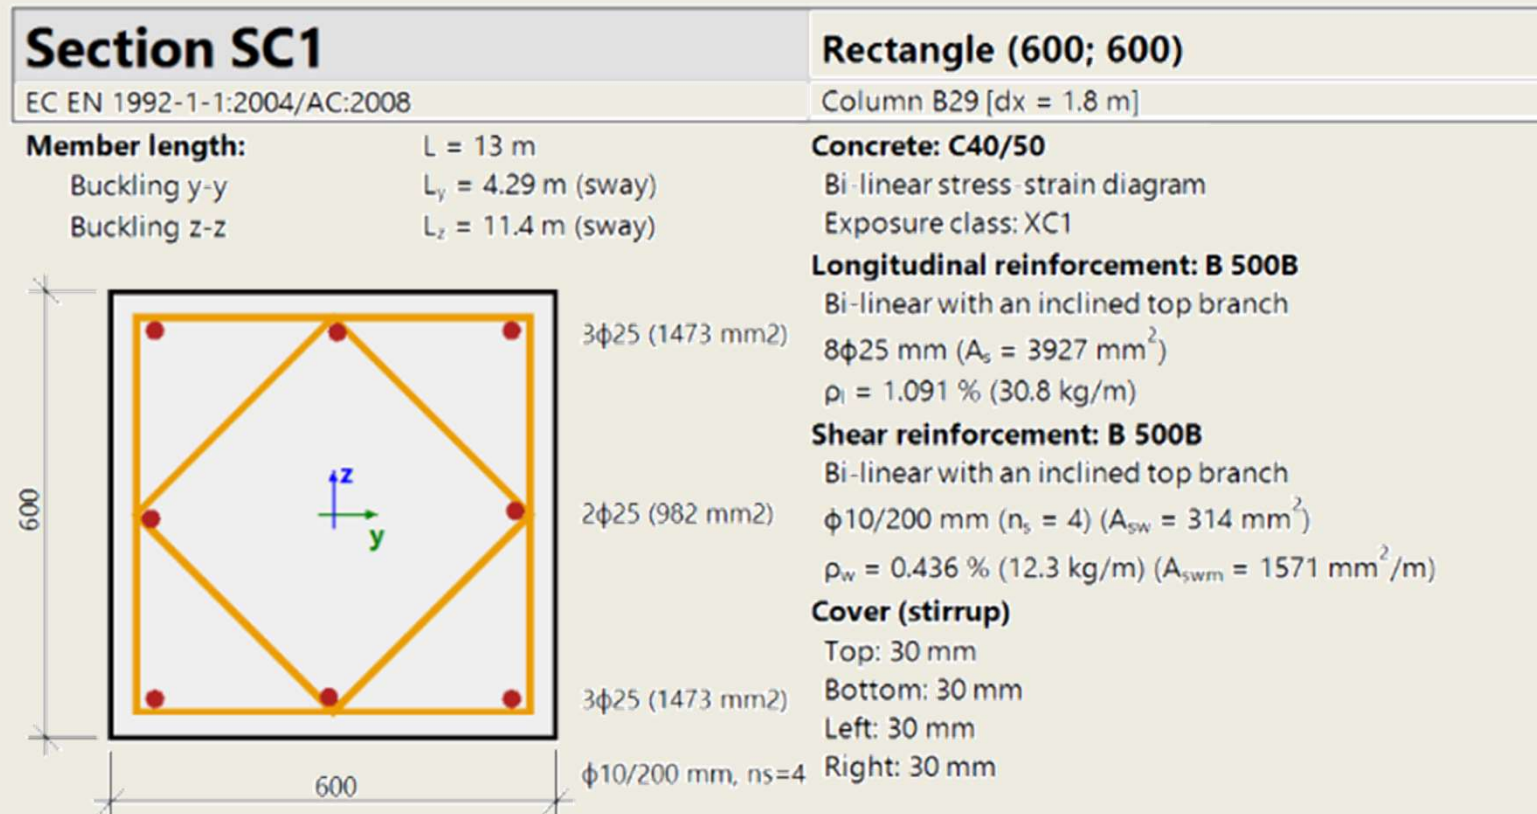 Section SC1
Rectangle (600; 600)
EC EN 1992-1-1:2004/AC:2008
Column B29 [dx = 1.8 m]
Member length: L = 13 m
Buckling y-y Ly = 4.29 m (sway)
Buckling z-z Lz = 11.4 m (sway)
600
z
y
600
3ϕ25 (1473 mm2)
2ϕ25 (982 mm2)
3ϕ25 (1473 mm2)
ϕ10/200 mm, ns=4
Concrete: C40/50
Bi-linear stress-strain diagram
Exposure class: XC1
Longitudinal reinforcement: B 500B
Bi-linear with an inclined top branch
8ϕ25 mm (As = 3927 mm²)
ρl = 1.091 % (30.8 kg/m)
Shear reinforcement: B 500B
Bi-linear with an inclined top branch
ϕ10/200 mm (ns = 4) (Asw = 314 mm²)
ρw = 0.436 % (12.3 kg/m) (Aswm = 1571 mm²/m)
Cover (stirrup)
Top: 30 mm
Bottom: 30 mm
Left: 30 mm
Right: 30 mm